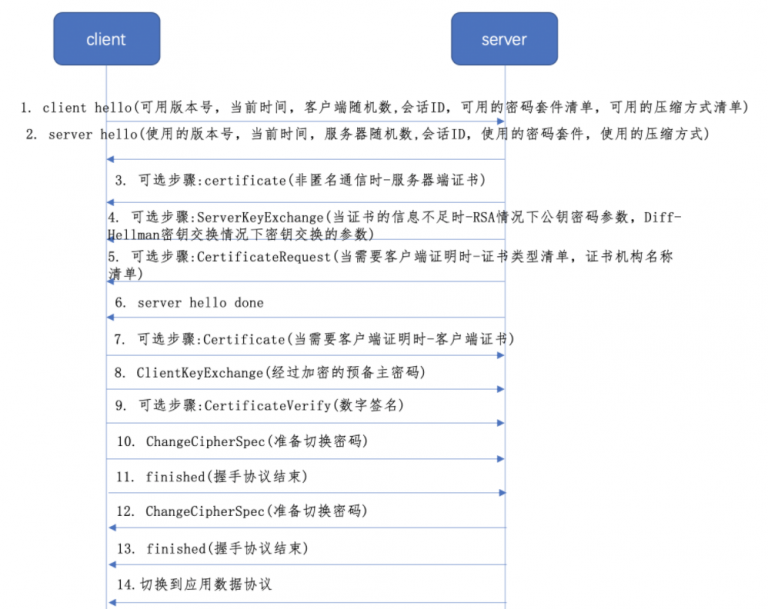 client
server
1. client hello(可用版本号，当前时间，客户端随机数,会话ID，可用的密码套件清单，可用的压缩方式清单)
2. server hello(使用的版本号，当前时间，服务器随机数,会话ID，使用的密码套件，使用的压缩方式)
3. 可选步骤:certificate(非匿名通信时-服务器端证书)
4. 可选步骤:ServerKeyExchange(当证书的信息不足时-RSA情况下公钥密码参数，Diff-
Hellman密钥交换情况下密钥交换的参数)
5. 可选步骤:CertificateRequest(当需要客户端证明时-证书类型清单，证书机构名称
清单)
6. server hello done
7. 可选步骤:Certificate(当需要客户端证明时-客户端证书)
8. ClientKeyExchange(经过加密的预备主密码)
9. 可选步骤:CertificateVerify(数字签名)
10. ChangeCipherSpec(准备切换密码)
11. finished(握手协议结束)
12. ChangeCipherSpec(准备切换密码)
13. finished(握手协议结束)
14.切换到应用数据协议